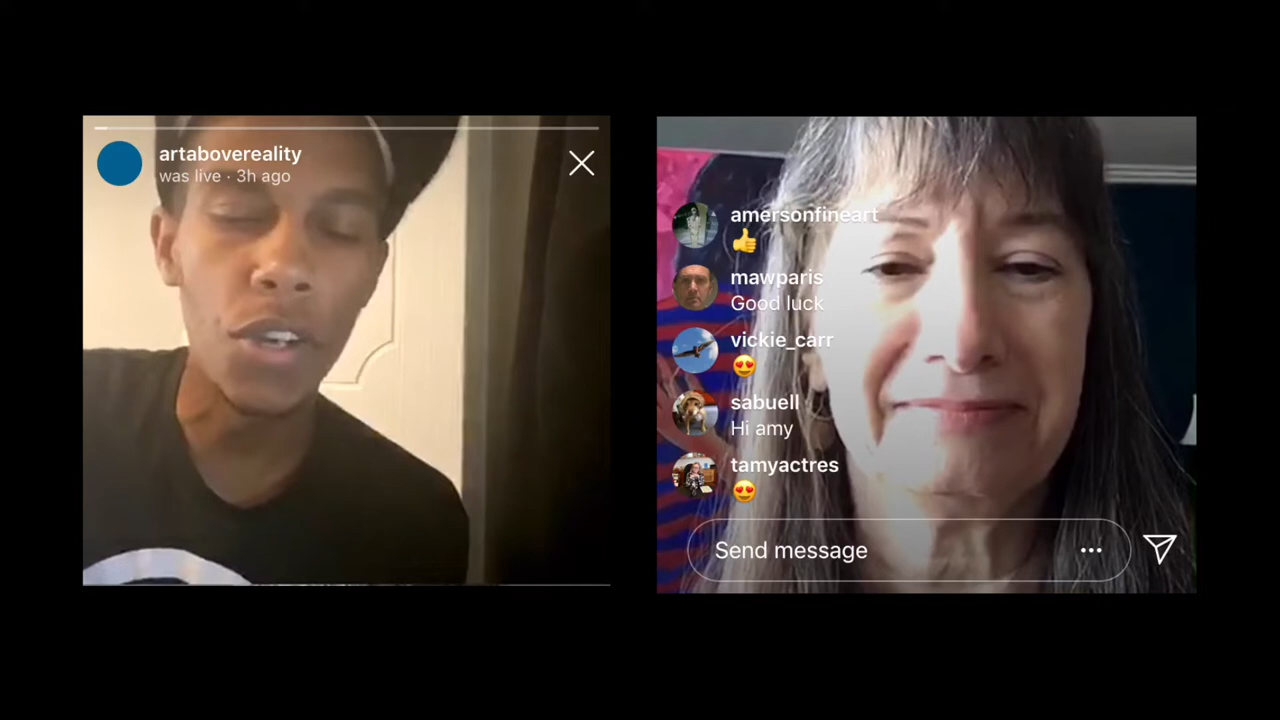 artabovereality
was live · 3h ago
amersonfineart
👍
mawparis
Good luck
vickie_carr
😍
sabuell
Hi amy
tamyactres
😍
Send message